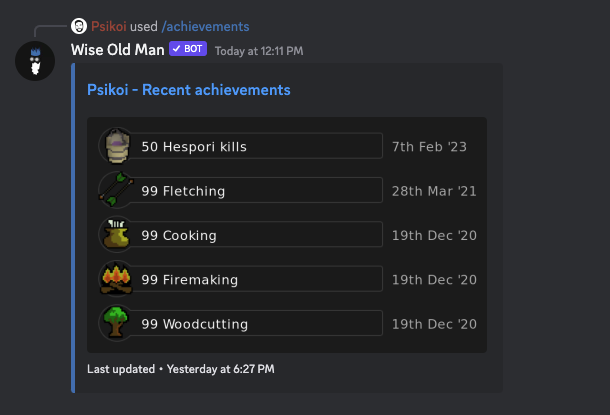 Psikoi used /achievements
Wise Old Man ✓ BOT Today at 12:11 PM
Psikoi - Recent achievements
50 Hespori kills 7th Feb '23
99 Fletching 28th Mar '21
99 Cooking 19th Dec '20
99 Firemaking 19th Dec '20
99 Woodcutting 19th Dec '20
Last updated • Yesterday at 6:27 PM